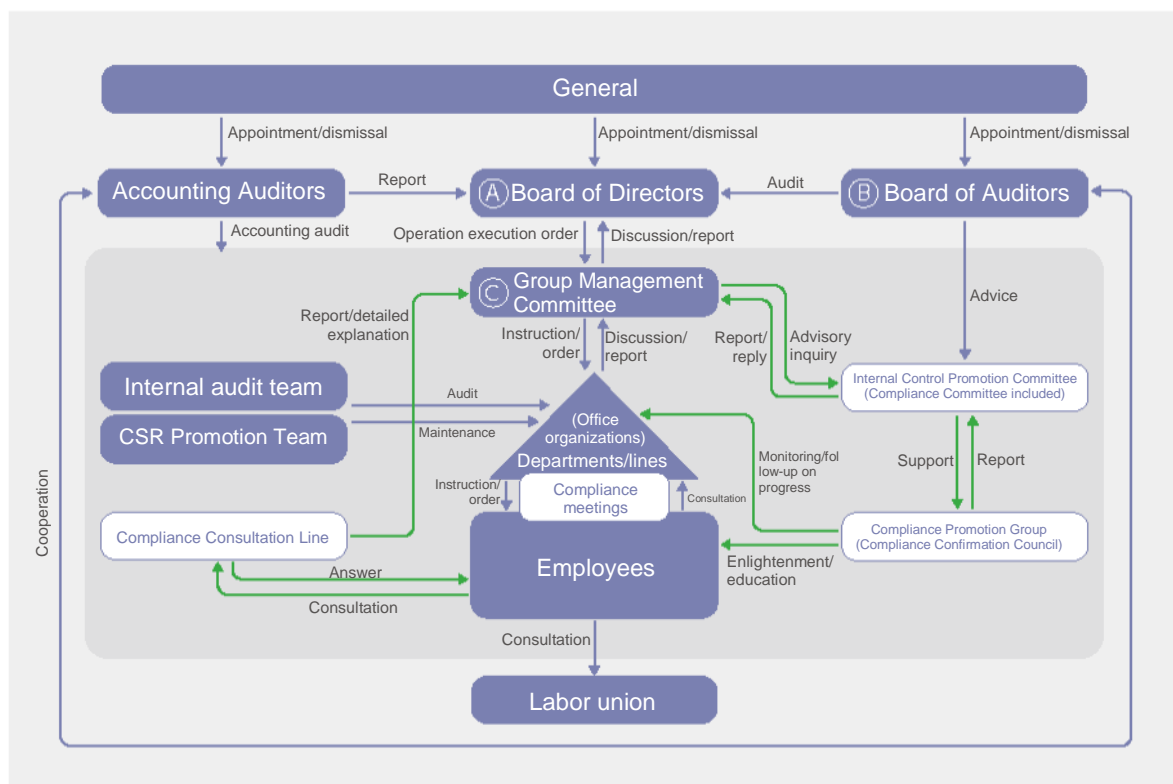 General
Appointment/dismissal
Appointment/dismissal
Appointment/dismissal
Accounting Auditors
Report
Ⓐ Board of Directors
Audit
Ⓑ Board of Auditors
Accounting audit
Operation execution order
Discussion/report
Ⓒ Group Management
Committee
Advice
Report/detailed
explanation
Instruction/
order
Discussion/
report
Report/
reply
Advisory
inquiry
Internal audit team
Audit
CSR Promotion Team
Maintenance
(Office
organizations)
Departments/lines
Internal Control Promotion Committee
(Compliance Committee included)
Monitoring/fol
low-up on
progress
Support
Report
Instruction/
order
Compliance
meetings
Consultation
Cooperation
Compliance Consultation Line
Compliance Promotion Group
(Compliance Confirmation Council)
Employees
Enlightenment/
education
Answer
Consultation
Consultation
Labor union